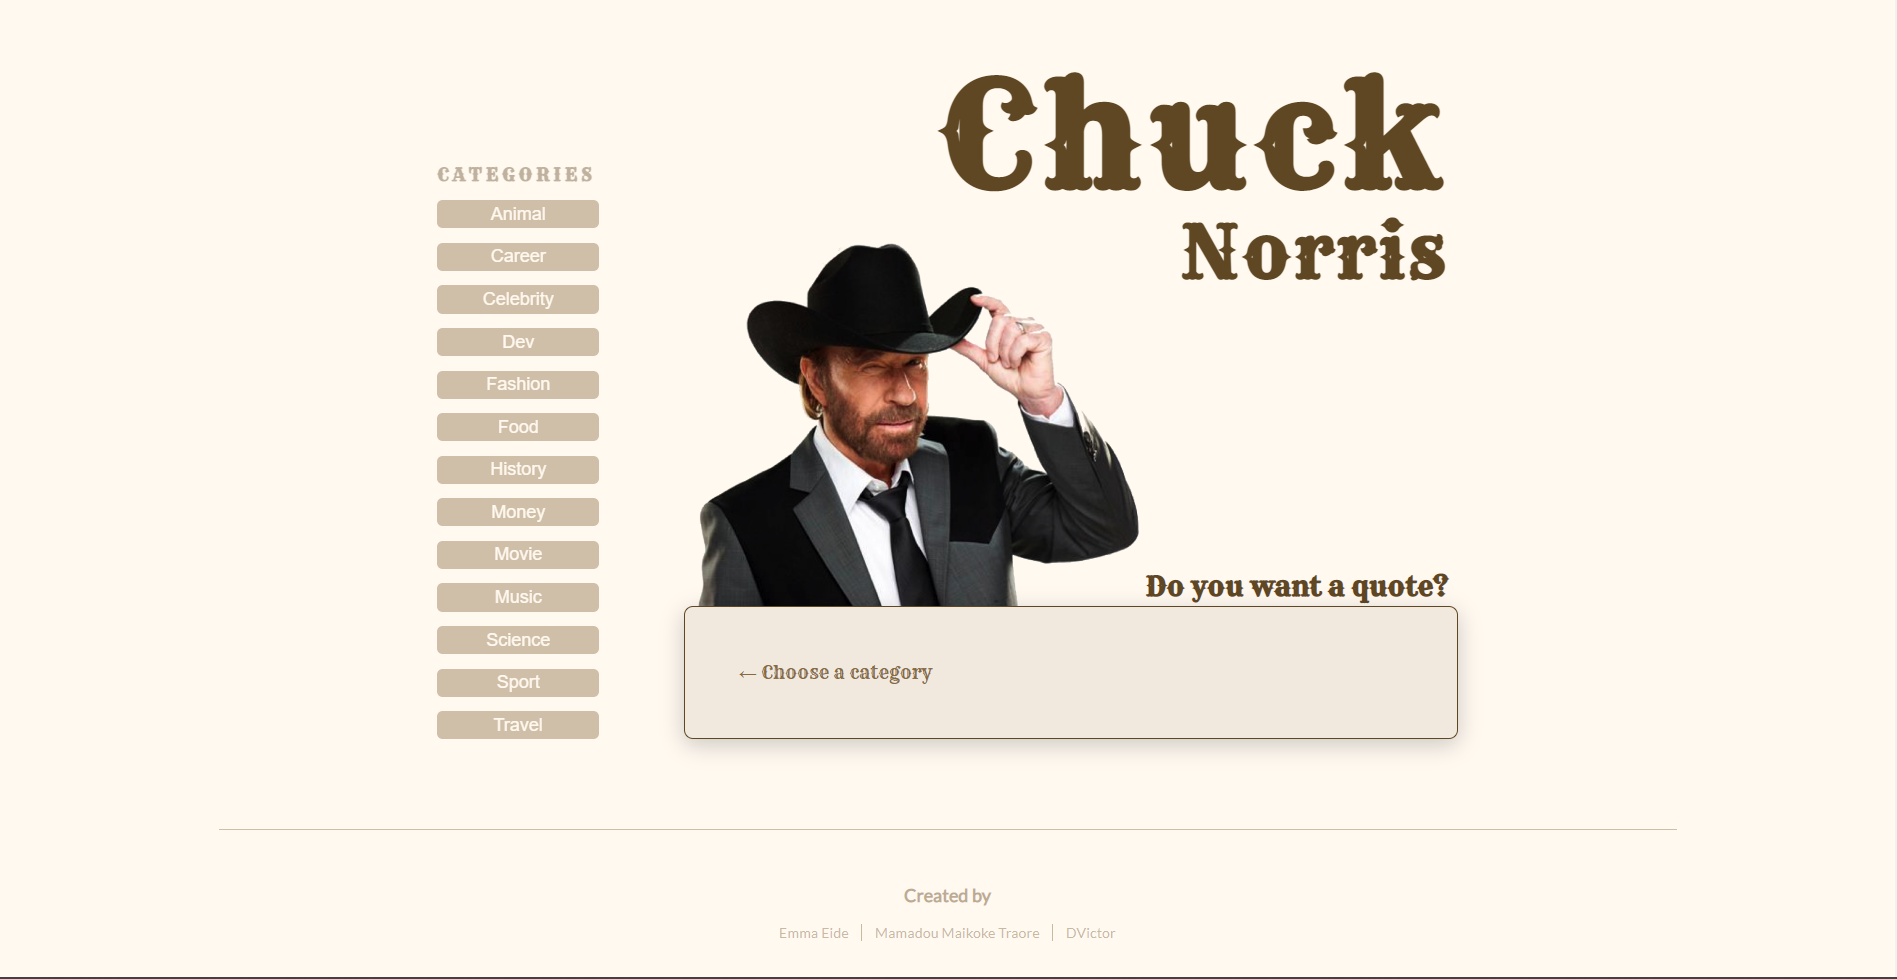 Chuck
Norris
CATEGORIES
Animal
Career
Celebrity
Dev
Fashion
Food
History
Money
Movie
Music
Science
Sport
Travel
Do you want a quote?
← Choose a category
Created by
Emma Eide | Mamadou Maikoke Traore | DVictor